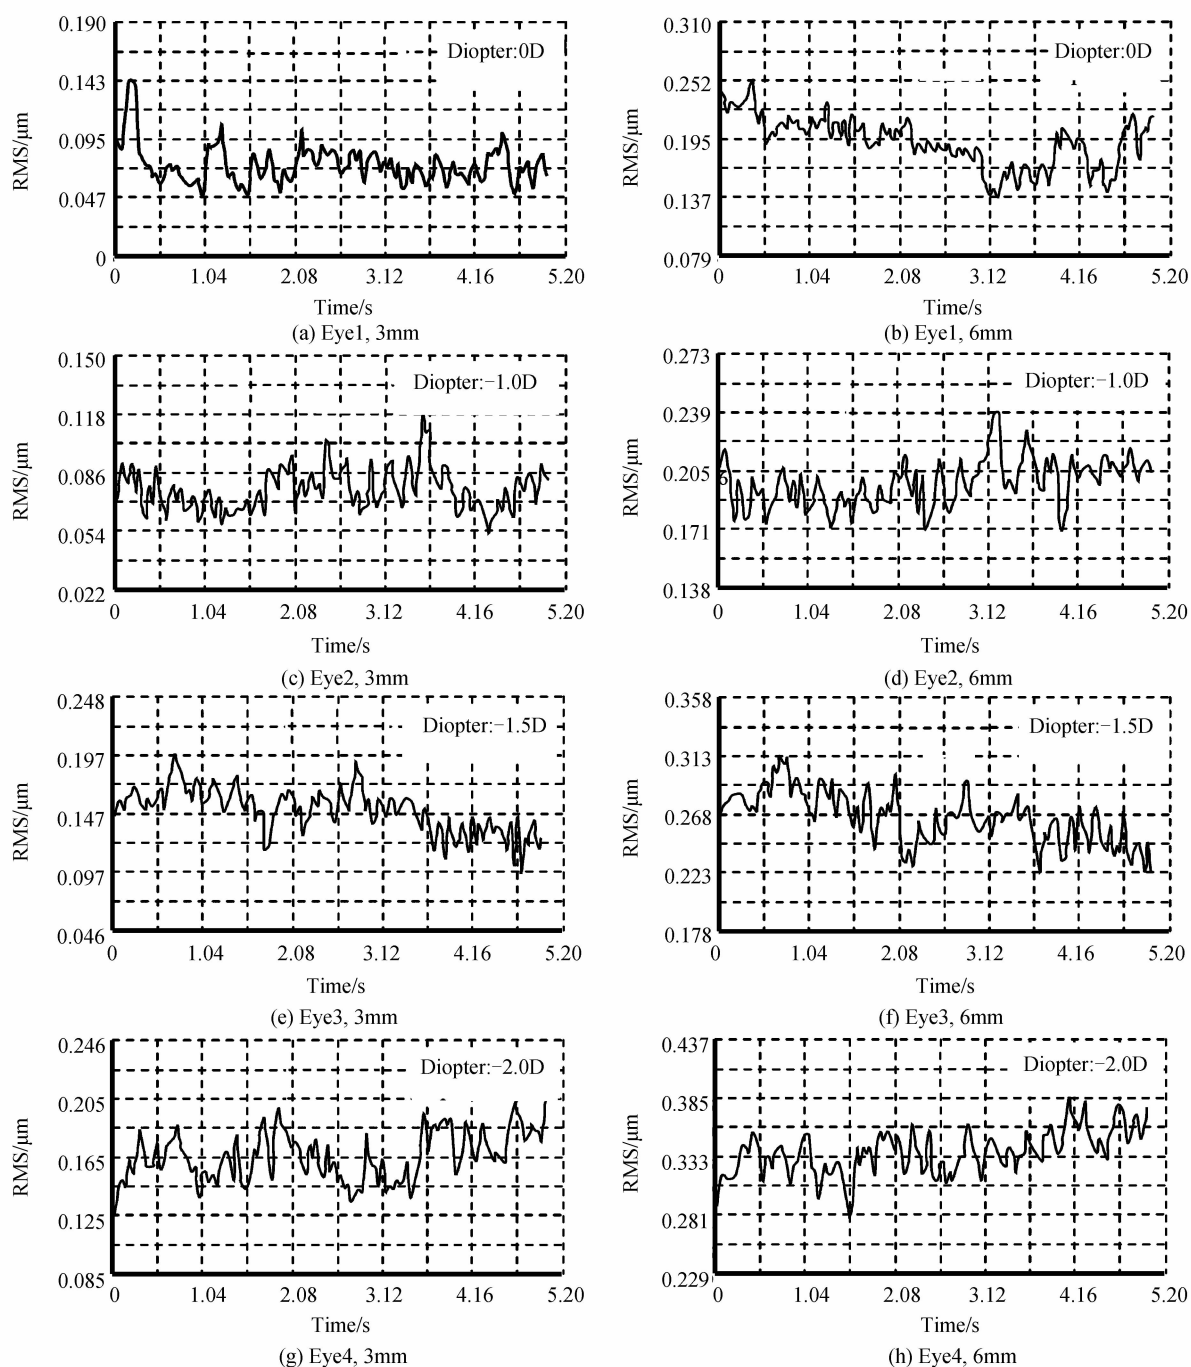 0.190
0.143
0.095
0.047
0
RMS/μm
Diopter:0D
0 1.04 2.08 3.12 4.16 5.20
Time/s
(a) Eye1, 3mm
0.310
0.252
0.195
0.137
0.079
RMS/μm
Diopter:0D
0 1.04 2.08 3.12 4.16 5.20
Time/s
(b) Eye1, 6mm
0.150
0.118
0.086
0.054
0.022
RMS/μm
Diopter:−1.0D
0 1.04 2.08 3.12 4.16 5.20
Time/s
(c) Eye2, 3mm
0.273
0.239
0.205
0.171
0.138
RMS/μm
Diopter:−1.0D
6
0 1.04 2.08 3.12 4.16 5.20
Time/s
(d) Eye2, 6mm
0.248
0.197
0.147
0.097
0.046
RMS/μm
Diopter:−1.5D
0 1.04 2.08 3.12 4.16 5.20
Time/s
(e) Eye3, 3mm
0.358
0.313
0.268
0.223
0.178
RMS/μm
Diopter:−1.5D
0 1.04 2.08 3.12 4.16 5.20
Time/s
(f) Eye3, 6mm
0.246
0.205
0.165
0.125
0.085
RMS/μm
Diopter:−2.0D
0 1.04 2.08 3.12 4.16 5.20
Time/s
(g) Eye4, 3mm
0.437
0.385
0.333
0.281
0.229
RMS/μm
Diopter:−2.0D
0 1.04 2.08 3.12 4.16 5.20
Time/s
(h) Eye4, 6mm